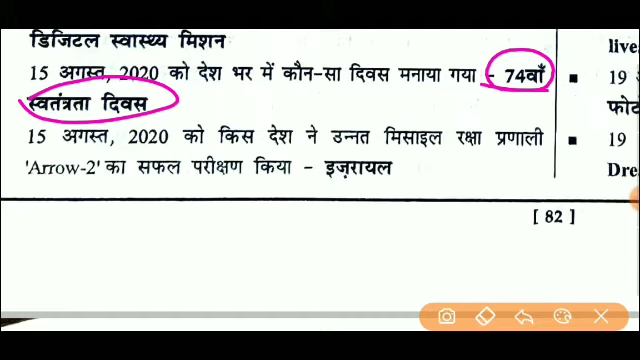 डिजिटल स्वास्थ्य मिशन
15 अगस्त, 2020 को देश भर में कौन-सा दिवस मनाया गया - 74वाँ
स्वतंत्रता दिवस
15 अगस्त, 2020 को किस देश ने उन्नत मिसाइल रक्षा प्रणाली
'Arrow-2' का सफल परीक्षण किया – इज़रायल
[ 82 ]
live
19
फोटो
19
Dre